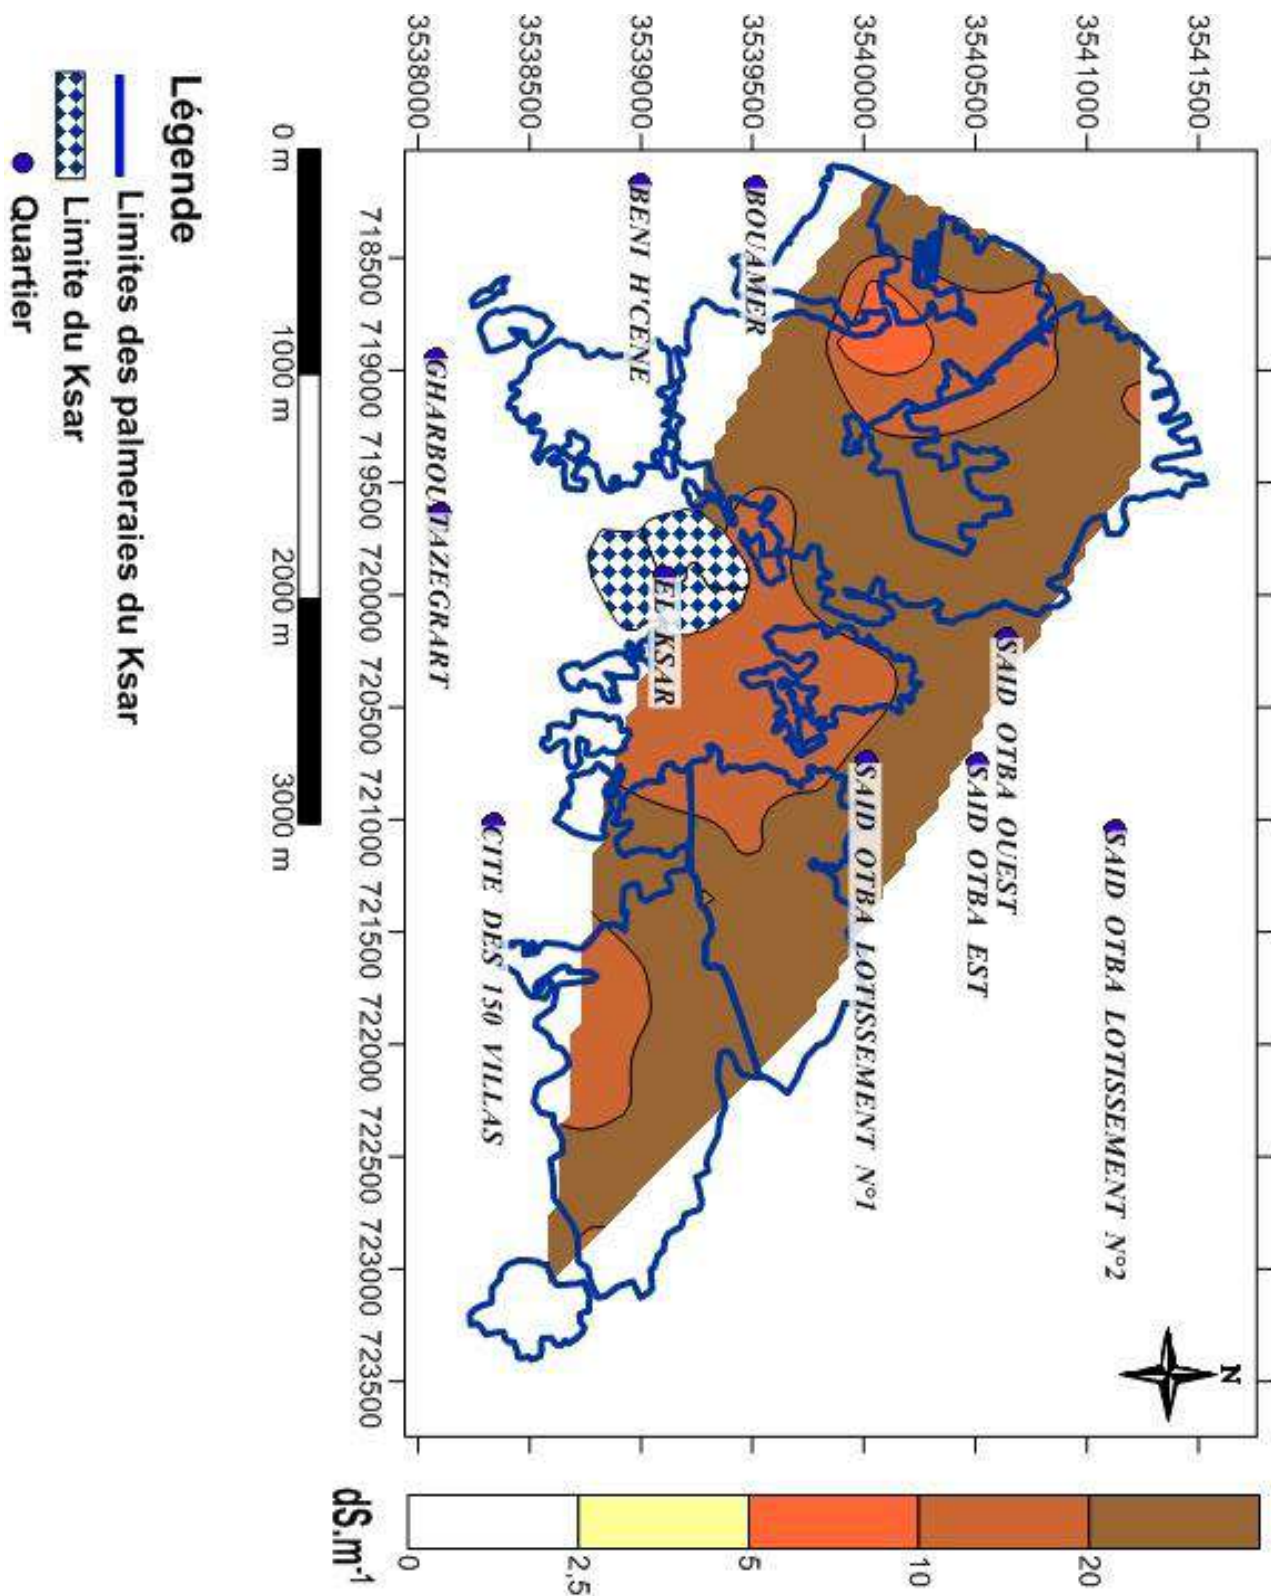 3541500
3541000
3540500
3540000
3539500
3539000
3538500
3538000
N
SAID OTBA LOTISSEMENT N°2
SAID OTBA OUEST
SAID OTBA EST
SAID OTBA LOTISSEMENT N°1
BOUAMER
BENI H'CENE
EL KSAR
CITE DES 150 VILLAS
GHARBOUZ
TAZEGRART
718500 719000 719500 720000 720500 721000 721500 722000 722500 723000 723500
0 m 1000 m 2000 m 3000 m
Légende
Limites des palmeraies du Ksar
Limite du Ksar
Quartier
20
10
5
2,5
0
dS.m-1